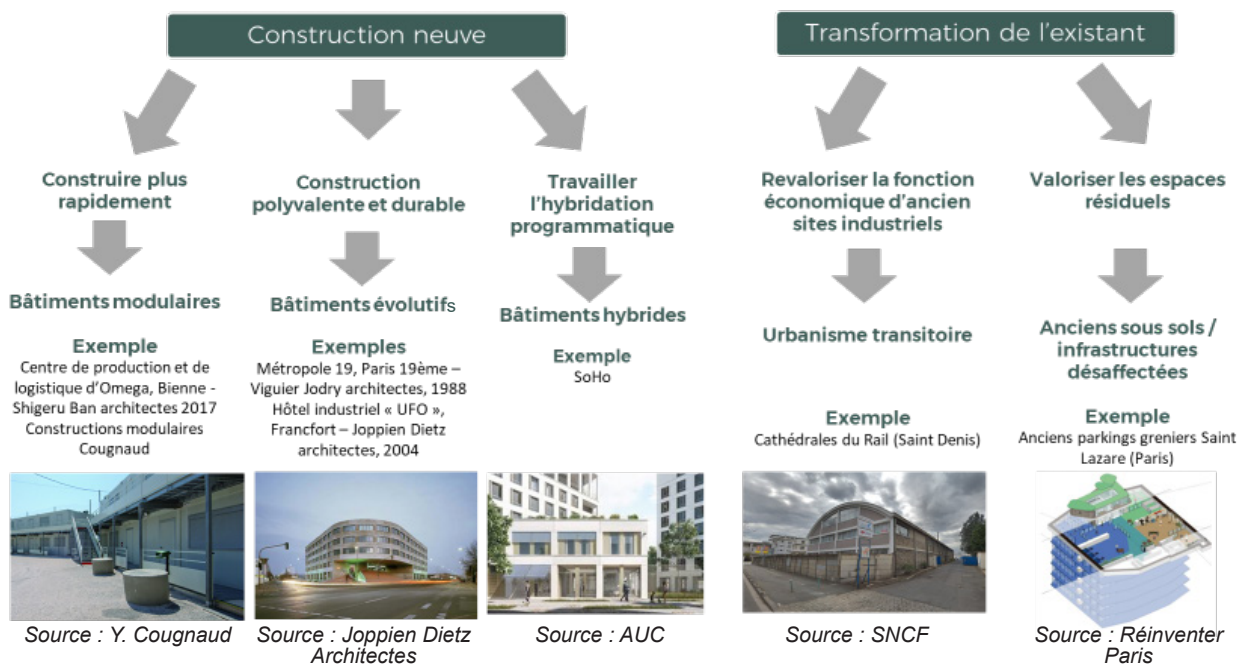 Construction neuve
Transformation de l'existant
Construire plus
rapidement
Bâtiments modulaires
Exemple
Centre de production et de
logistique d'Omega, Bienne -
Shigeru Ban architectes 2017
Constructions modulaires
Cougnaud
Source : Y. Cougnaud
Construction
polyvalente et durable
Bâtiments évolutifs
Exemples
Métropole 19, Paris 19ème –
Viguier Jodry architectes, 1988
Hôtel industriel « UFO »,
Francfort – Joppien Dietz
architectes, 2004
Source : Joppien Dietz
Architectes
Travailler
l'hybridation
programmatique
Bâtiments hybrides
Exemple
SoHo
Source : AUC
Revaloriser la fonction
économique d'ancien
sites industriels
Urbanisme transitoire
Exemple
Cathédrales du Rail (Saint Denis)
Source : SNCF
Valoriser les espaces
résiduels
Anciens sous sols /
infrastructures
désaffectées
Exemple
Anciens parkings greniers Saint
Lazare (Paris)
Source : Réinventer
Paris